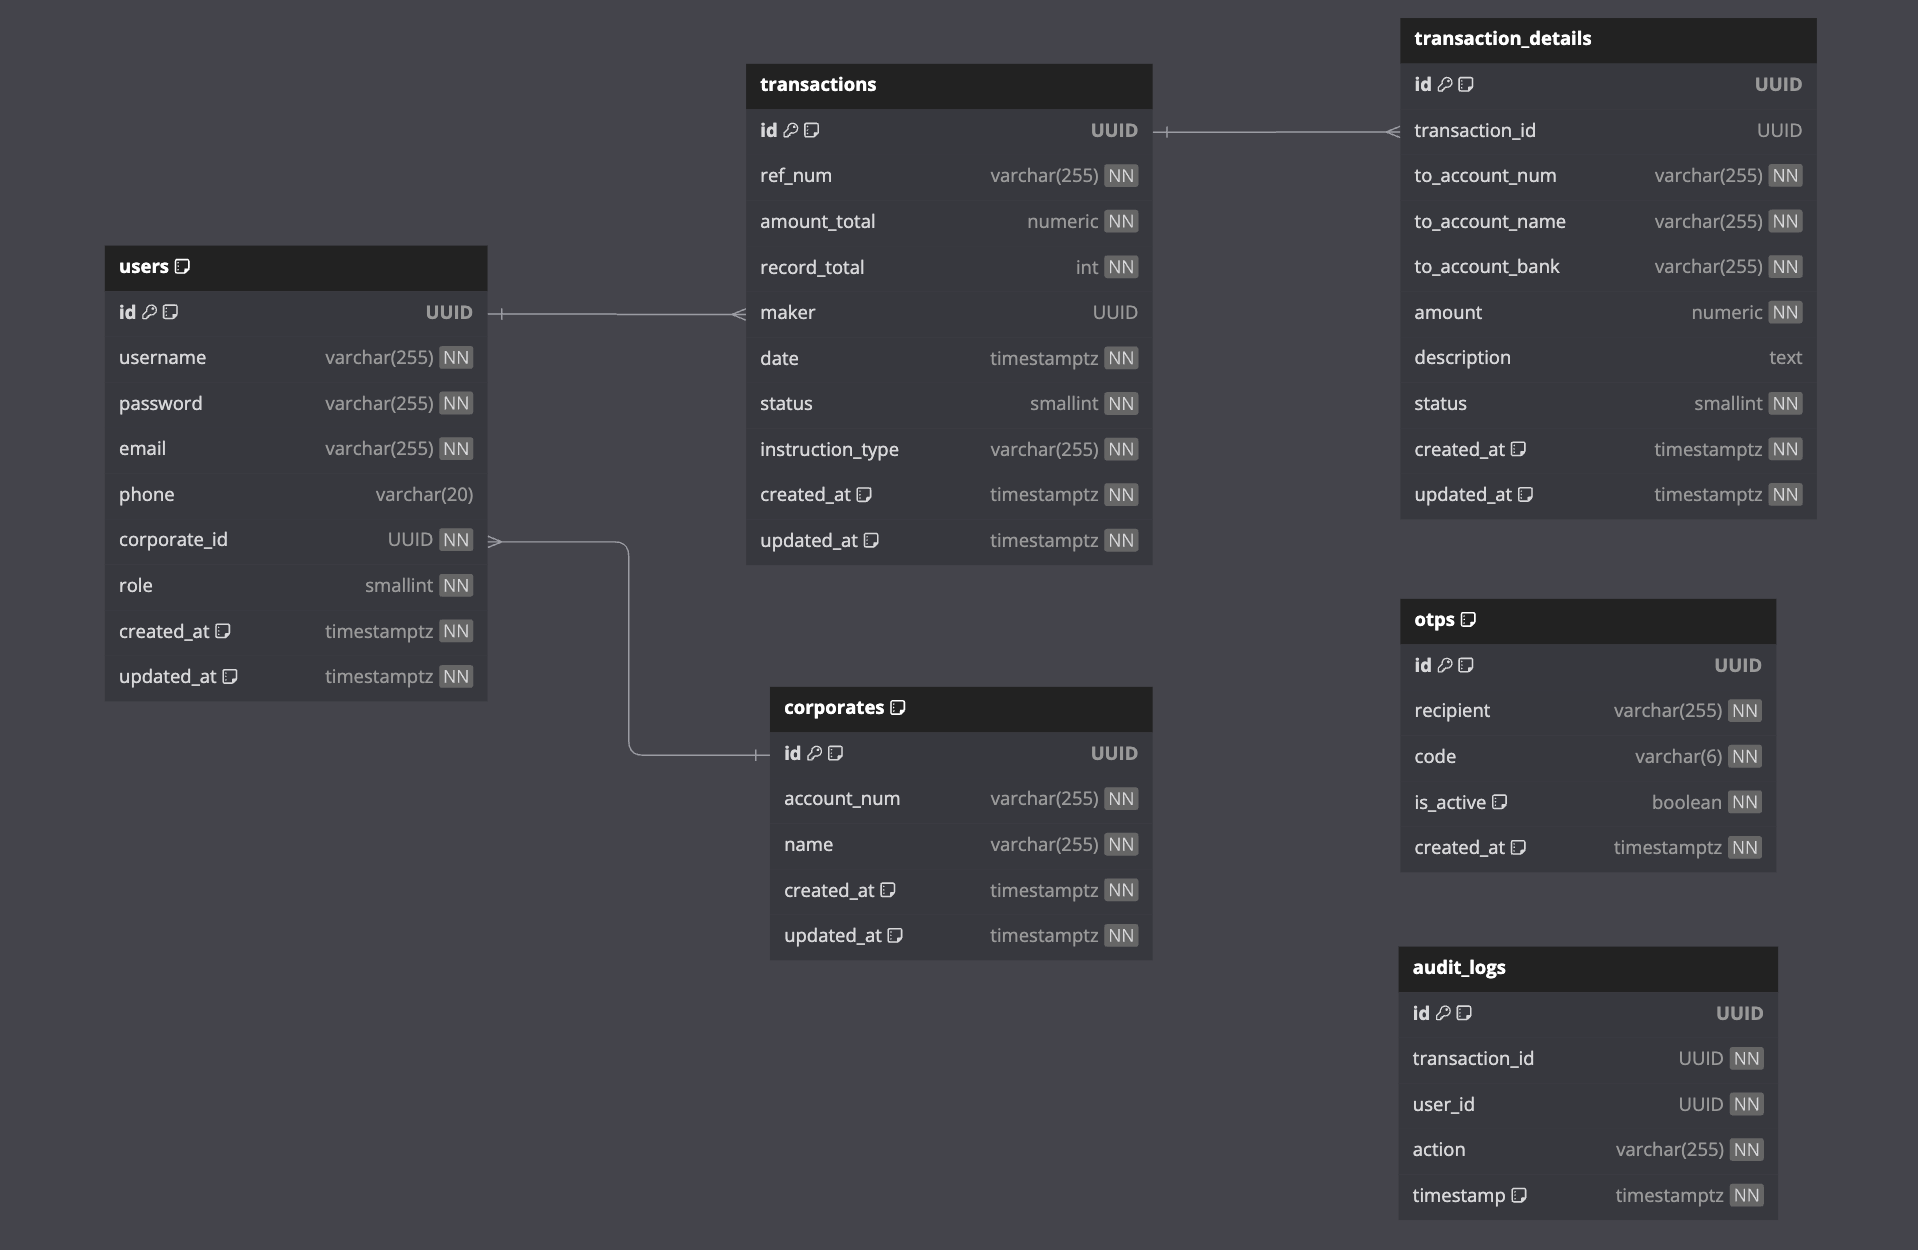 users
id UUID
username varchar(255) NN
password varchar(255) NN
email varchar(255) NN
phone varchar(20)
corporate_id UUID NN
role smallint NN
created_at timestamptz NN
updated_at timestamptz NN
transactions
id UUID
ref_num varchar(255) NN
amount_total numeric NN
record_total int NN
maker UUID
date timestamptz NN
status smallint NN
instruction_type varchar(255) NN
created_at timestamptz NN
updated_at timestamptz NN
corporates
id UUID
account_num varchar(255) NN
name varchar(255) NN
created_at timestamptz NN
updated_at timestamptz NN
transaction_details
id UUID
transaction_id UUID
to_account_num varchar(255) NN
to_account_name varchar(255) NN
to_account_bank varchar(255) NN
amount numeric NN
description text
status smallint NN
created_at timestamptz NN
updated_at timestamptz NN
otps
id UUID
recipient varchar(255) NN
code varchar(6) NN
is_active boolean NN
created_at timestamptz NN
audit_logs
id UUID
transaction_id UUID NN
user_id UUID NN
action varchar(255) NN
timestamp timestamptz NN